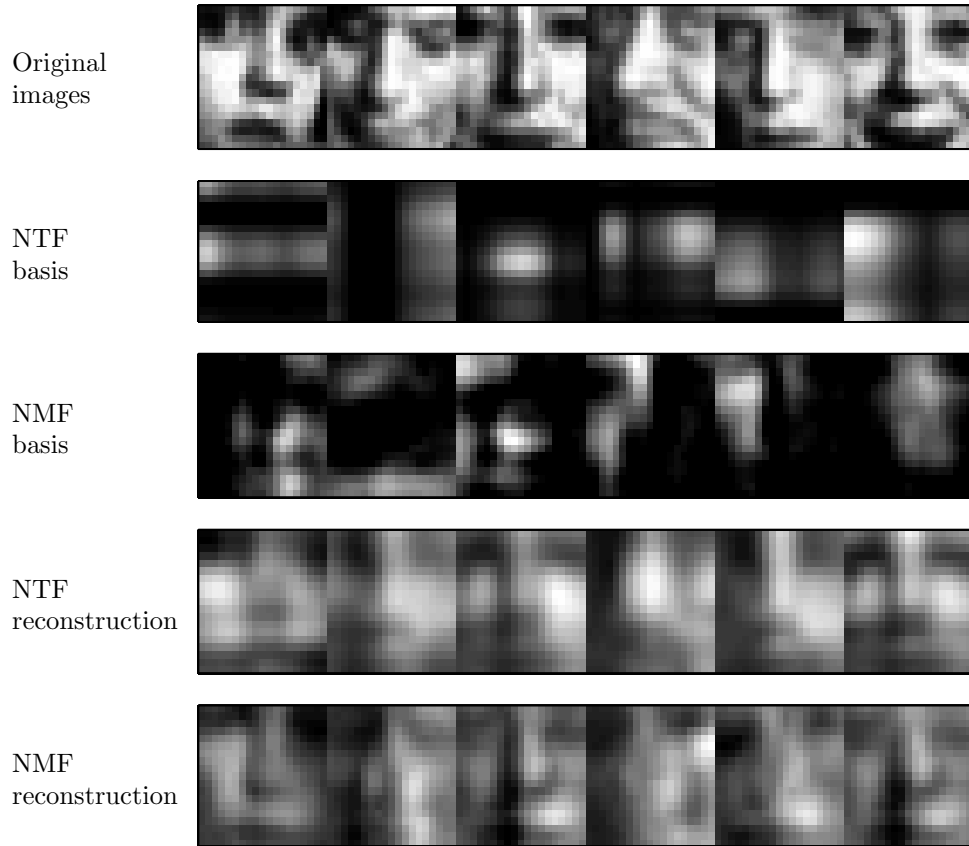 Original
images
NTF
basis
NMF
basis
NTF
reconstruction
NMF
reconstruction